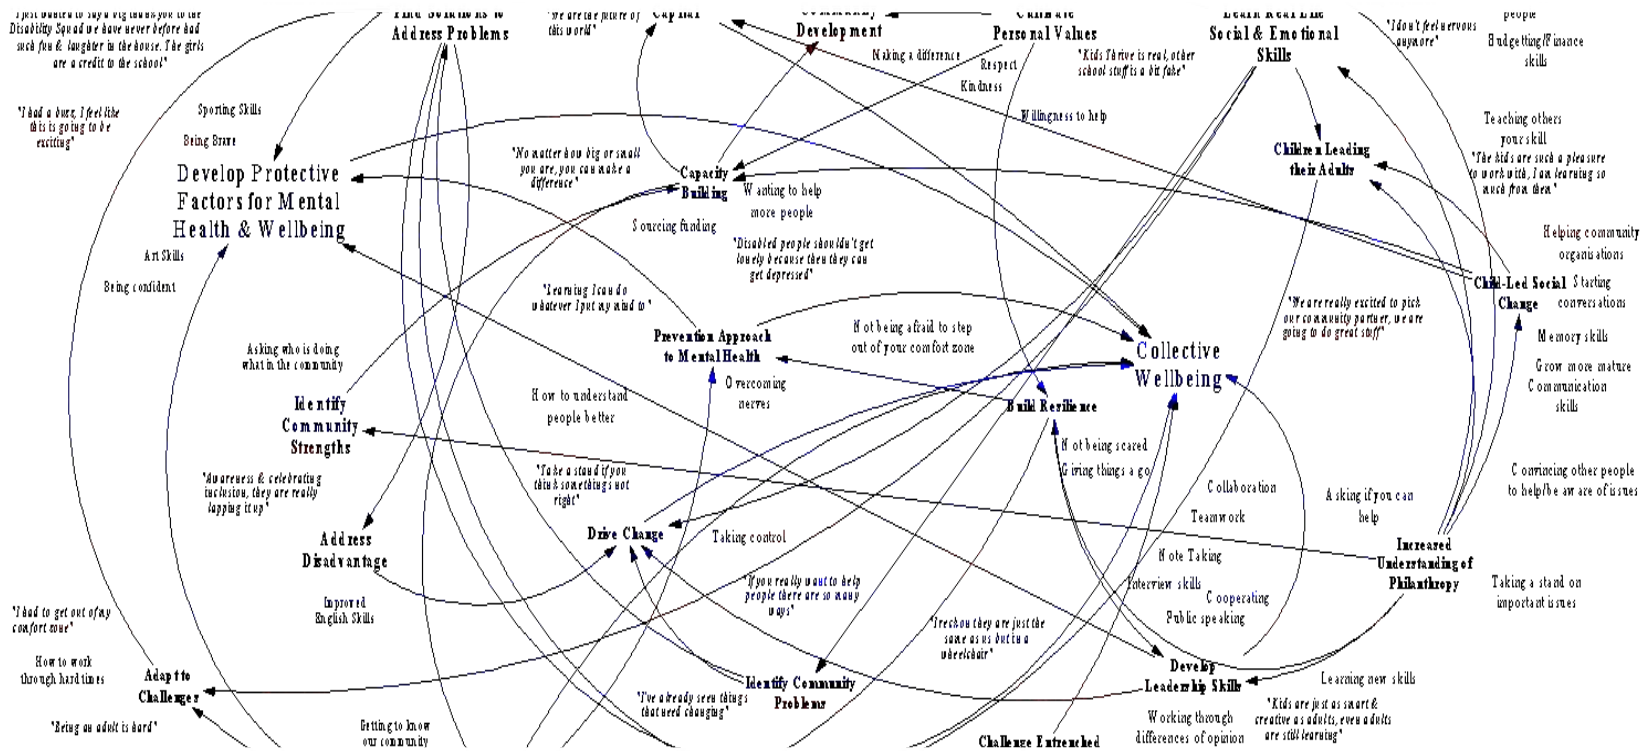 "I just wanted to say a big thank you to the
Disability Squad we have never before had
such fun & laughter in the house. The girls
are a credit to the school"
Find Solutions to
Address Problems
"We are the future of
this world"
Capital
Community
Development
Making a difference
Cultivate
Personal Values
Respect
Kindness
"Kids Thrive is real, other
school stuff is a bit fake"
Learn Real Life
Social & Emotional
Skills
"I don't feel nervous
anymore"
people
Budgetting/Finance
skills
"I had a buzz, I feel like
this is going to be
exciting"
Sporting Skills
Being Brave
Develop Protective
Factors for Mental
Health & Wellbeing
Art Skills
Being confident
"No matter how big or small
you are, you can make a
difference"
Capacity
Building
Wanting to help
more people
Sourcing funding
Willingness to help
Children Leading
their Adults
Teaching others
your skill
"The kids are such a pleasure
to work with, I am learning so
much from them"
"Disabled people shouldn't get
lonely because then they can
get depressed"
Helping community
organisations
"Learning I can do
whatever I put my mind to"
Child-Led Social
Change
Starting
conversations
"We are really excited to pick
our community partner, we are
going to do great stuff"
Prevention Approach
to Mental Health
Not being afraid to step
out of your comfort zone
Collective
Wellbeing
Memory skills
Grow more mature
Communication
skills
Asking who is doing
what in the community
Overcoming
nerves
How to understand
people better
Identify
Community
Strengths
Build Resilience
Not being scared
Giving things a go
"Awareness & celebrating
inclusion, they are really
lapping it up"
"Take a stand if you
think somethings not
right"
Collaboration
Teamwork
Asking if you can
help
Convincing other people
to help/be aware of issues
Address
Disadvantage
Drive Change
Taking control
Note Taking
Interview skills
Cooperating
Public speaking
Increased
Understanding of
Philanthropy
Taking a stand on
important issues
Improved
English Skills
"If you really want to help
people there are so many
ways"
"I had to get out of my
comfort zone"
they are just the
same as us but in a
wheelchair"
How to work
through hard times
Adapt to
Challenges
"I've already seen things
that need changing"
Identify Community
Problems
Develop
Leadership Skills
Learning new skills
"Being an adult is hard"
Getting to know
our community
Challenge Entrenched
Working through
differences of opinion
"Kids are just as smart &
creative as adults, even adults
are still learning"